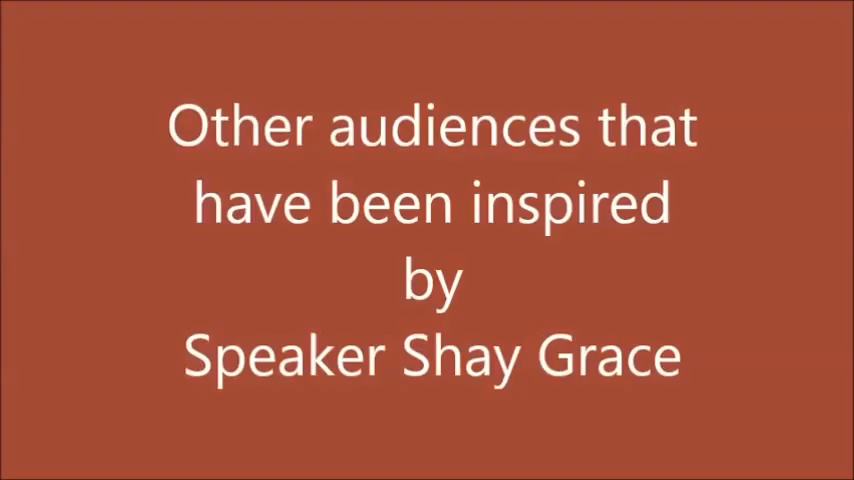 Other audiences that
have been inspired
by
Speaker Shay Grace